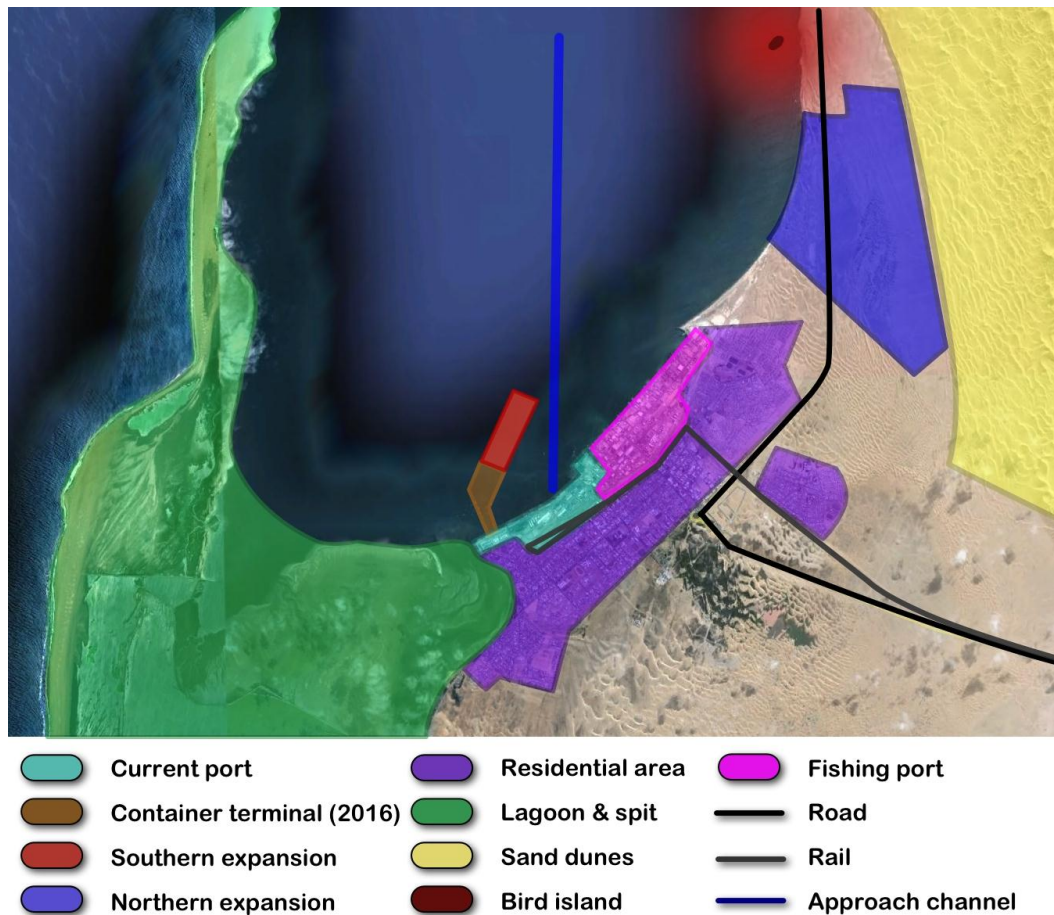 Current port
Residential area
Fishing port
Container terminal (2016)
Lagoon & spit
Road
Southern expansion
Sand dunes
Rail
Northern expansion
Bird island
Approach channel